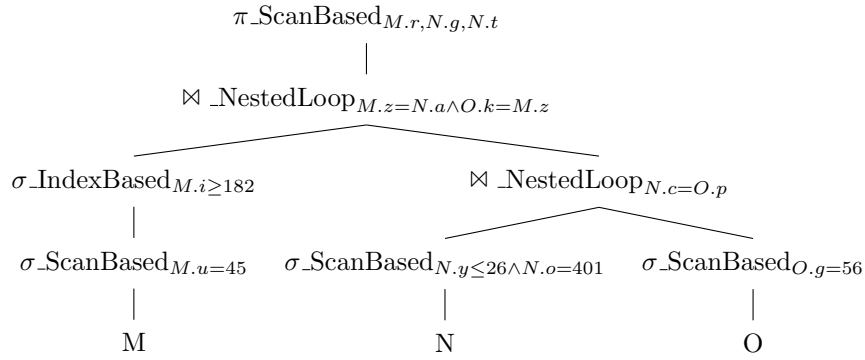 π_ScanBased_{M.r,N.g,N.t}
⋈ _NestedLoop_{M.z=N.a∧O.k=M.z}
σ_IndexBased_{M.i≥182} ⋈ _NestedLoop_{N.c=O.p}
σ_ScanBased_{M.u=45} σ_ScanBased_{N.y≤26∧N.o=401} σ_ScanBased_{O.g=56}
M N O